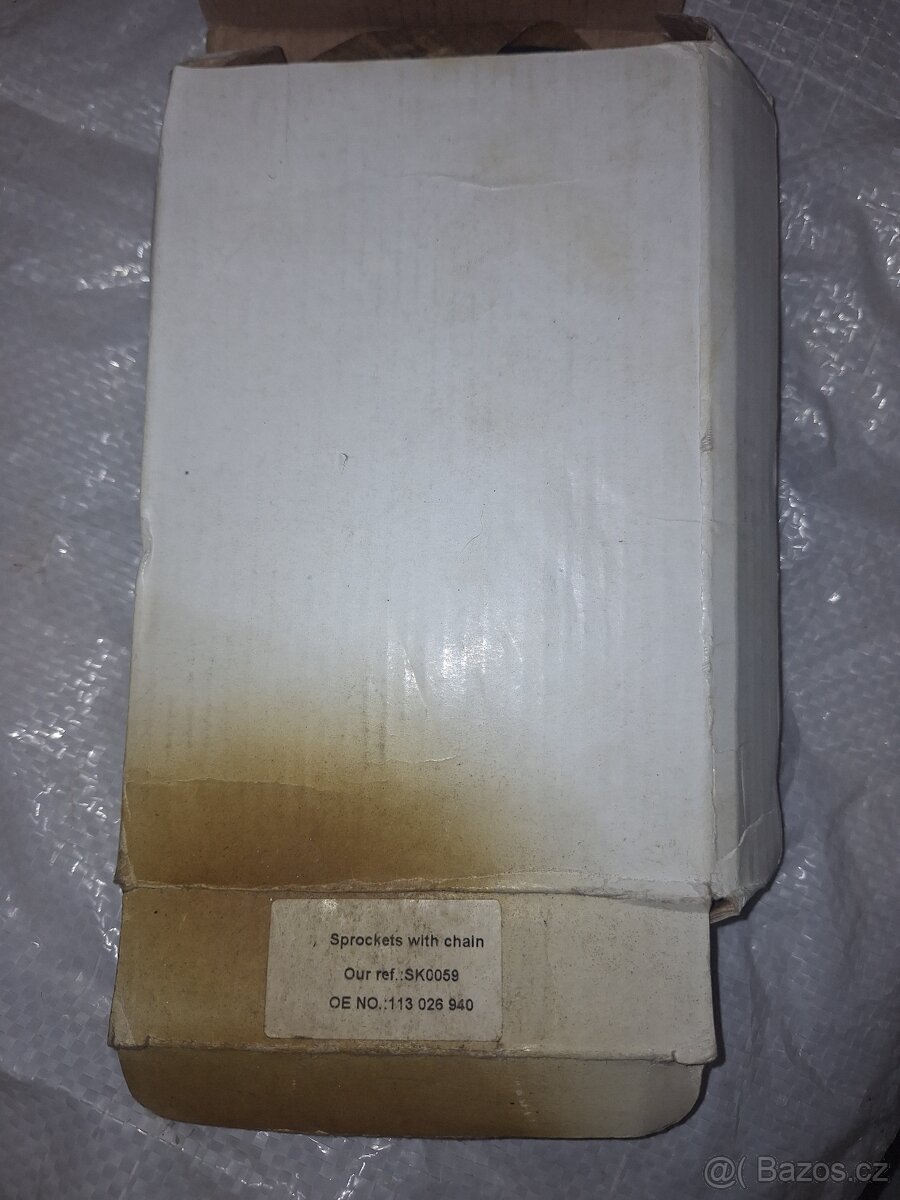 Sprockets with chain
Our ref.:SK0059
OE NO.:113 026 940
@( Bazos.cz